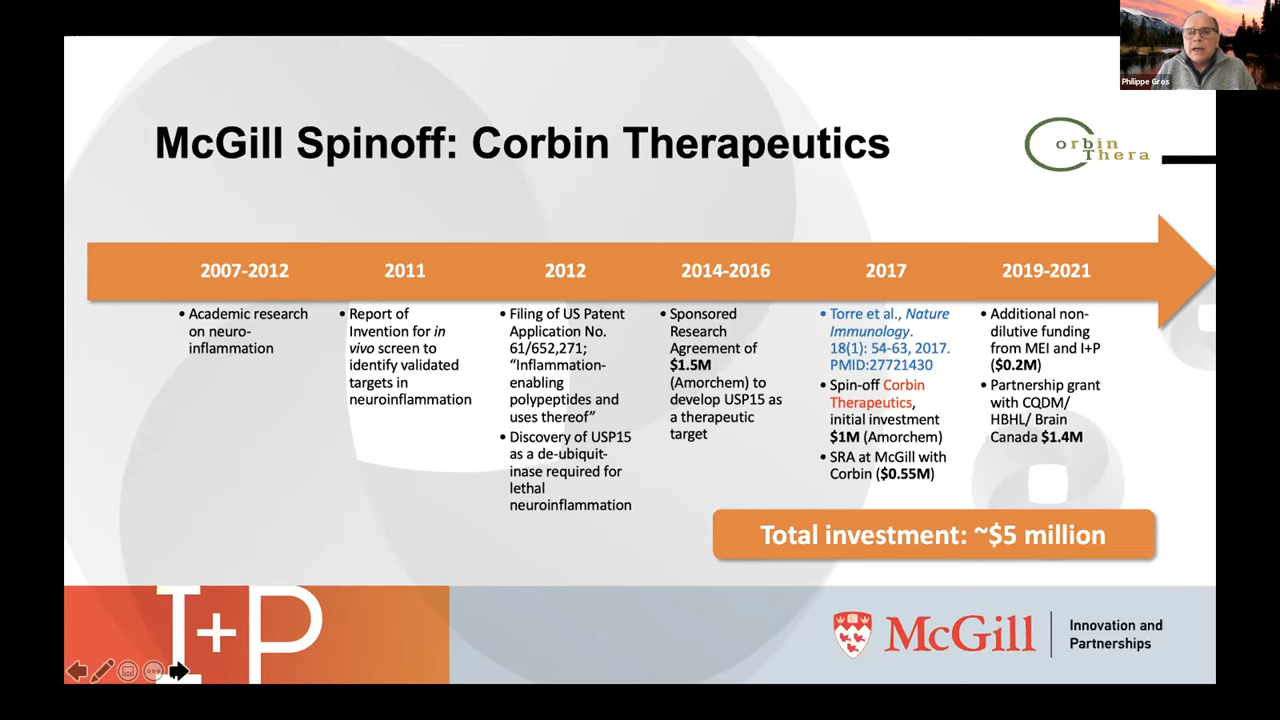 Philippe Gros
McGill Spinoff: Corbin Therapeutics
Corbin
Thera
2007-2012
2011
2012
2014-2016
2017
2019-2021
• Academic research
on neuro-
inflammation
• Report of
Invention for in
vivo screen to
identify validated
targets in
neuroinflammation
• Filing of US Patent
Application No.
61/652,271;
“Inflammation-
enabling
polypeptides and
uses thereof”
• Discovery of USP15
as a de-ubiquit-
inase required for
lethal
neuroinflammation
• Sponsored
Research
Agreement of
$1.5M
(Amorchem) to
develop USP15 as
a therapeutic
target
• Torre et al., Nature
Immunology.
18(1): 54-63, 2017.
PMID:27721430
• Spin-off Corbin
Therapeutics,
initial investment
$1M (Amorchem)
• SRA at McGill with
Corbin ($0.55M)
• Additional non-
dilutive funding
from MEI and I+P
($0.2M)
• Partnership grant
with CQDM/
HBHL/ Brain
Canada $1.4M
Total investment: ~$5 million
I+P
McGill
Innovation and
Partnerships